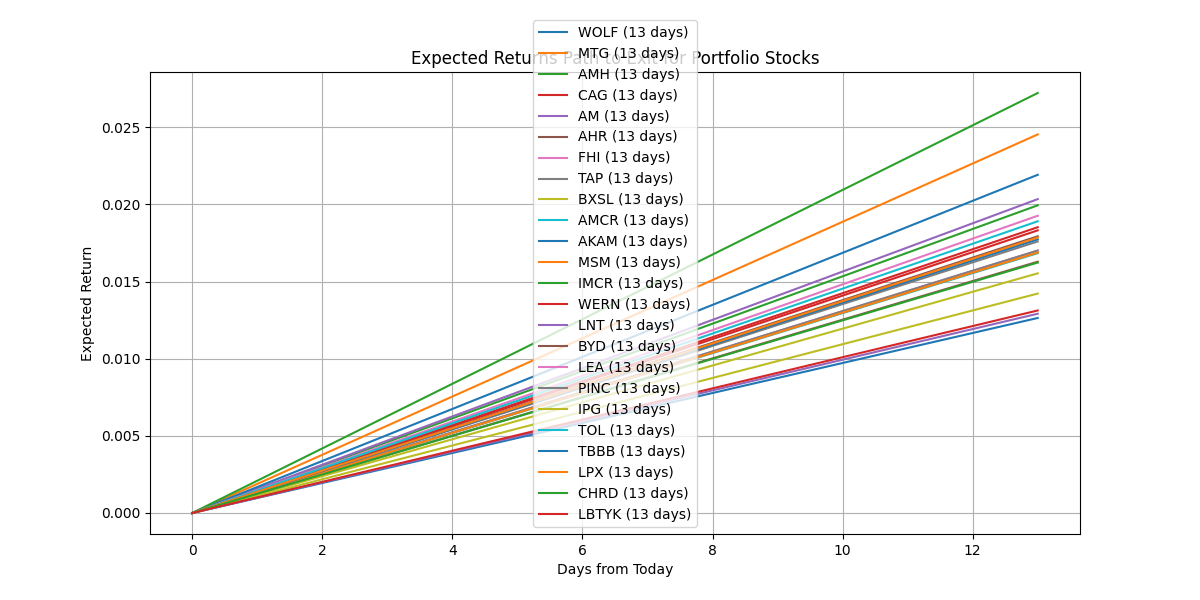 Expected Returns Path to Exit for Portfolio Stocks
WOLF (13 days)
MTG (13 days)
AMH (13 days)
CAG (13 days)
AM (13 days)
AHR (13 days)
FHI (13 days)
TAP (13 days)
BXSL (13 days)
AMCR (13 days)
AKAM (13 days)
MSM (13 days)
IMCR (13 days)
WERN (13 days)
LNT (13 days)
BYD (13 days)
LEA (13 days)
PINC (13 days)
IPG (13 days)
TOL (13 days)
TBBB (13 days)
LPX (13 days)
CHRD (13 days)
LBTYK (13 days)
Expected Return
0.025
0.020
0.015
0.010
0.005
0.000
0 2 4 6 8 10 12
Days from Today